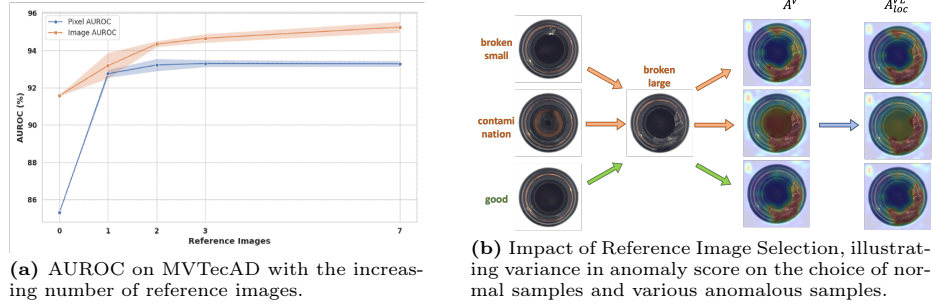 96
94
92
90
88
86
AUROC (%)
Pixel AUROC
Image AUROC
0
1
2
3
7
Reference Images
(a) AUROC on MVTecAD with the increas-
ing number of reference images.
broken
small
contami
nation
good
broken
large
(b) Impact of Reference Image Selection, illustrat-
ing variance in anomaly score on the choice of nor-
mal samples and various anomalous samples.